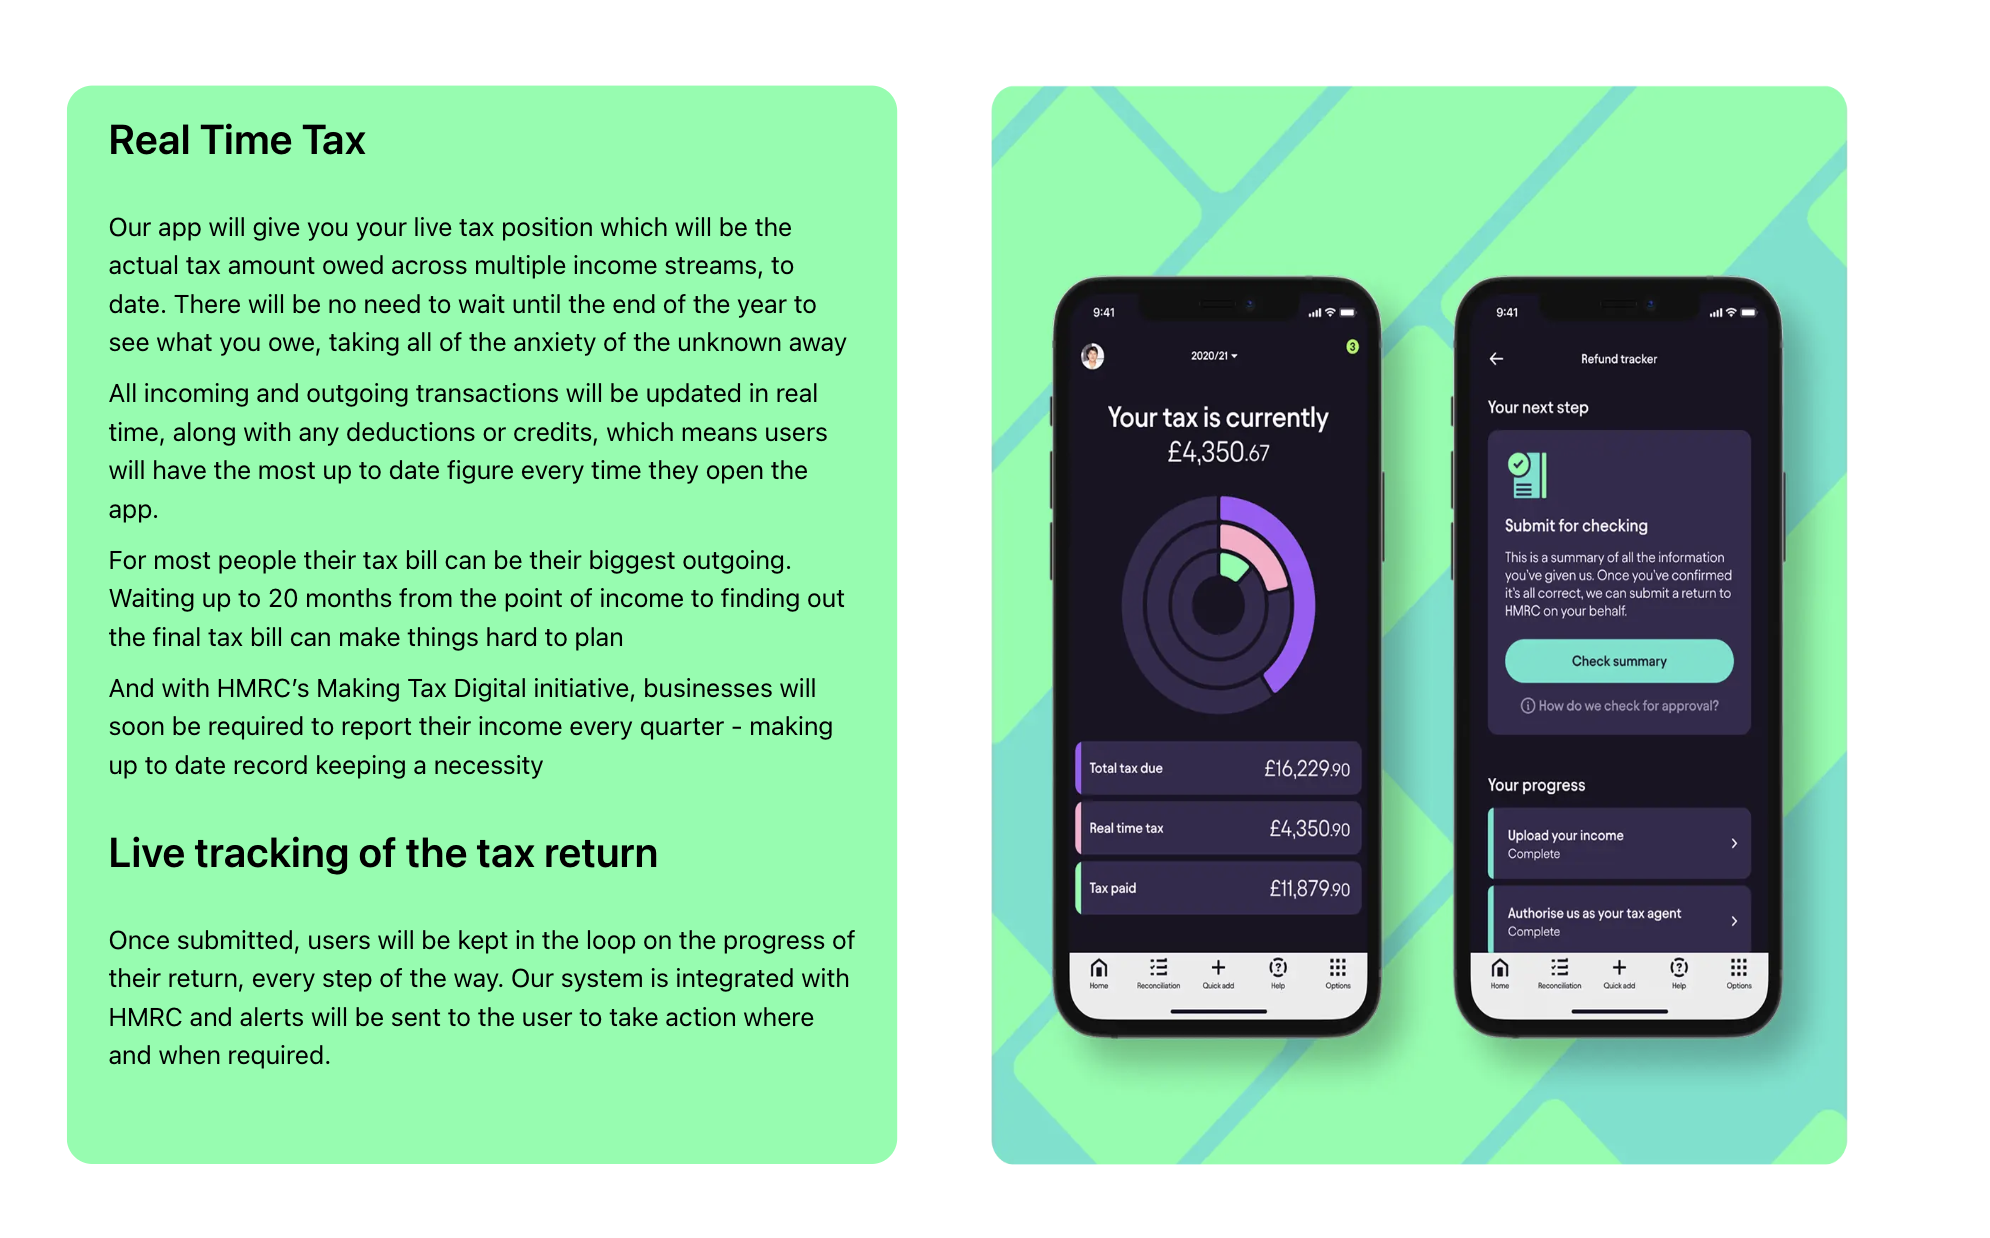 Real Time Tax
Our app will give you your live tax position which will be the
actual tax amount owed across multiple income streams, to
date. There will be no need to wait until the end of the year to
see what you owe, taking all of the anxiety of the unknown away
All incoming and outgoing transactions will be updated in real
time, along with any deductions or credits, which means users
will have the most up to date figure every time they open the
app.
For most people their tax bill can be their biggest outgoing.
Waiting up to 20 months from the point of income to finding out
the final tax bill can make things hard to plan
And with HMRC’s Making Tax Digital initiative, businesses will
soon be required to report their income every quarter - making
up to date record keeping a necessity
Live tracking of the tax return
Once submitted, users will be kept in the loop on the progress of
their return, every step of the way. Our system is integrated with
HMRC and alerts will be sent to the user to take action where
and when required.
9:41
3
2020/21
Your tax is currently
£4,350.67
Total tax due £16,229.90
Real time tax £4,350.90
Tax paid £11,879.90
Home Reconciliation Quick add Help Options
9:41
Refund tracker
Your next step
Submit for checking
This is a summary of all the information
you’ve given us. Once you’ve confirmed
it’s all correct, we can submit a return to
HMRC on your behalf.
Check summary
How do we check for approval?
Your progress
Upload your income
Complete
Authorise us as your tax agent
Complete
Home Reconciliation Quick add Help Options